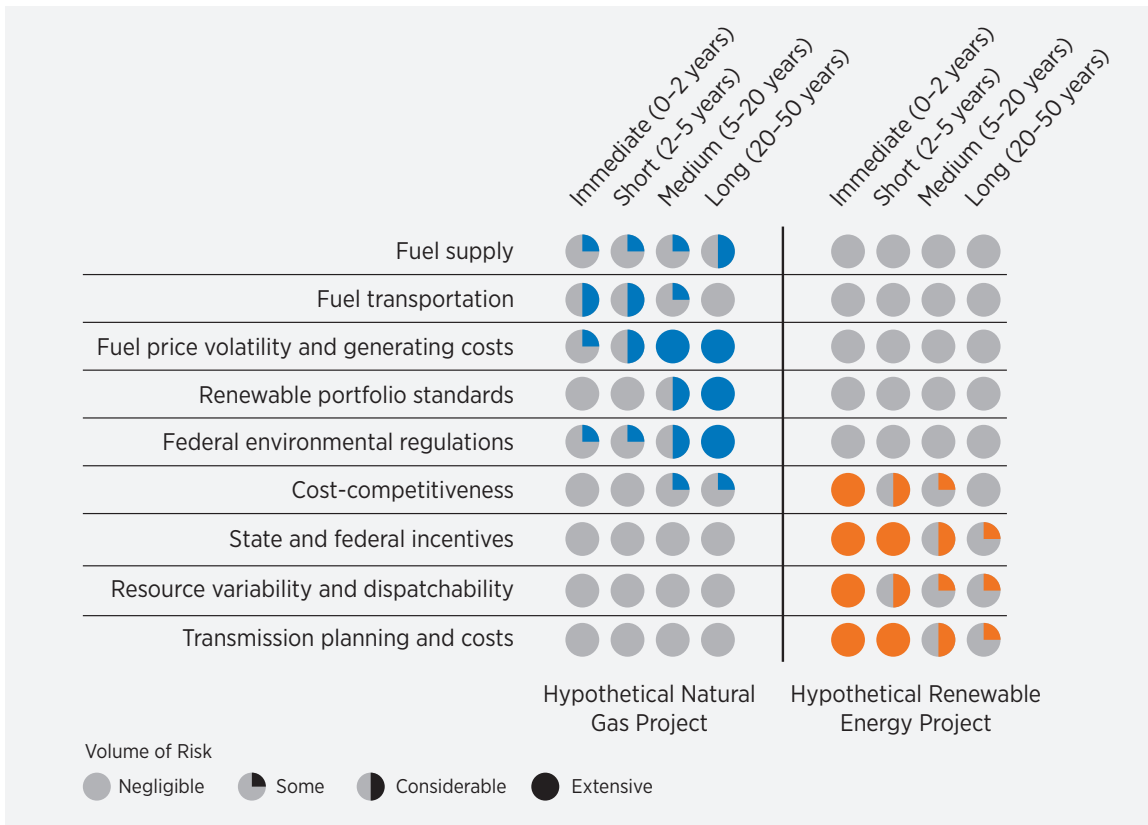 Immediate (0–2 years)
Short (2–5 years)
Medium (5–20 years)
Long (20–50 years)
Immediate (0–2 years)
Short (2–5 years)
Medium (5–20 years)
Long (20–50 years)
Fuel supply
Fuel transportation
Fuel price volatility and generating costs
Renewable portfolio standards
Federal environmental regulations
Cost-competitiveness
State and federal incentives
Resource variability and dispatchability
Transmission planning and costs
Hypothetical Natural
Gas Project
Hypothetical Renewable
Energy Project
Volume of Risk
Negligible
Some
Considerable
Extensive